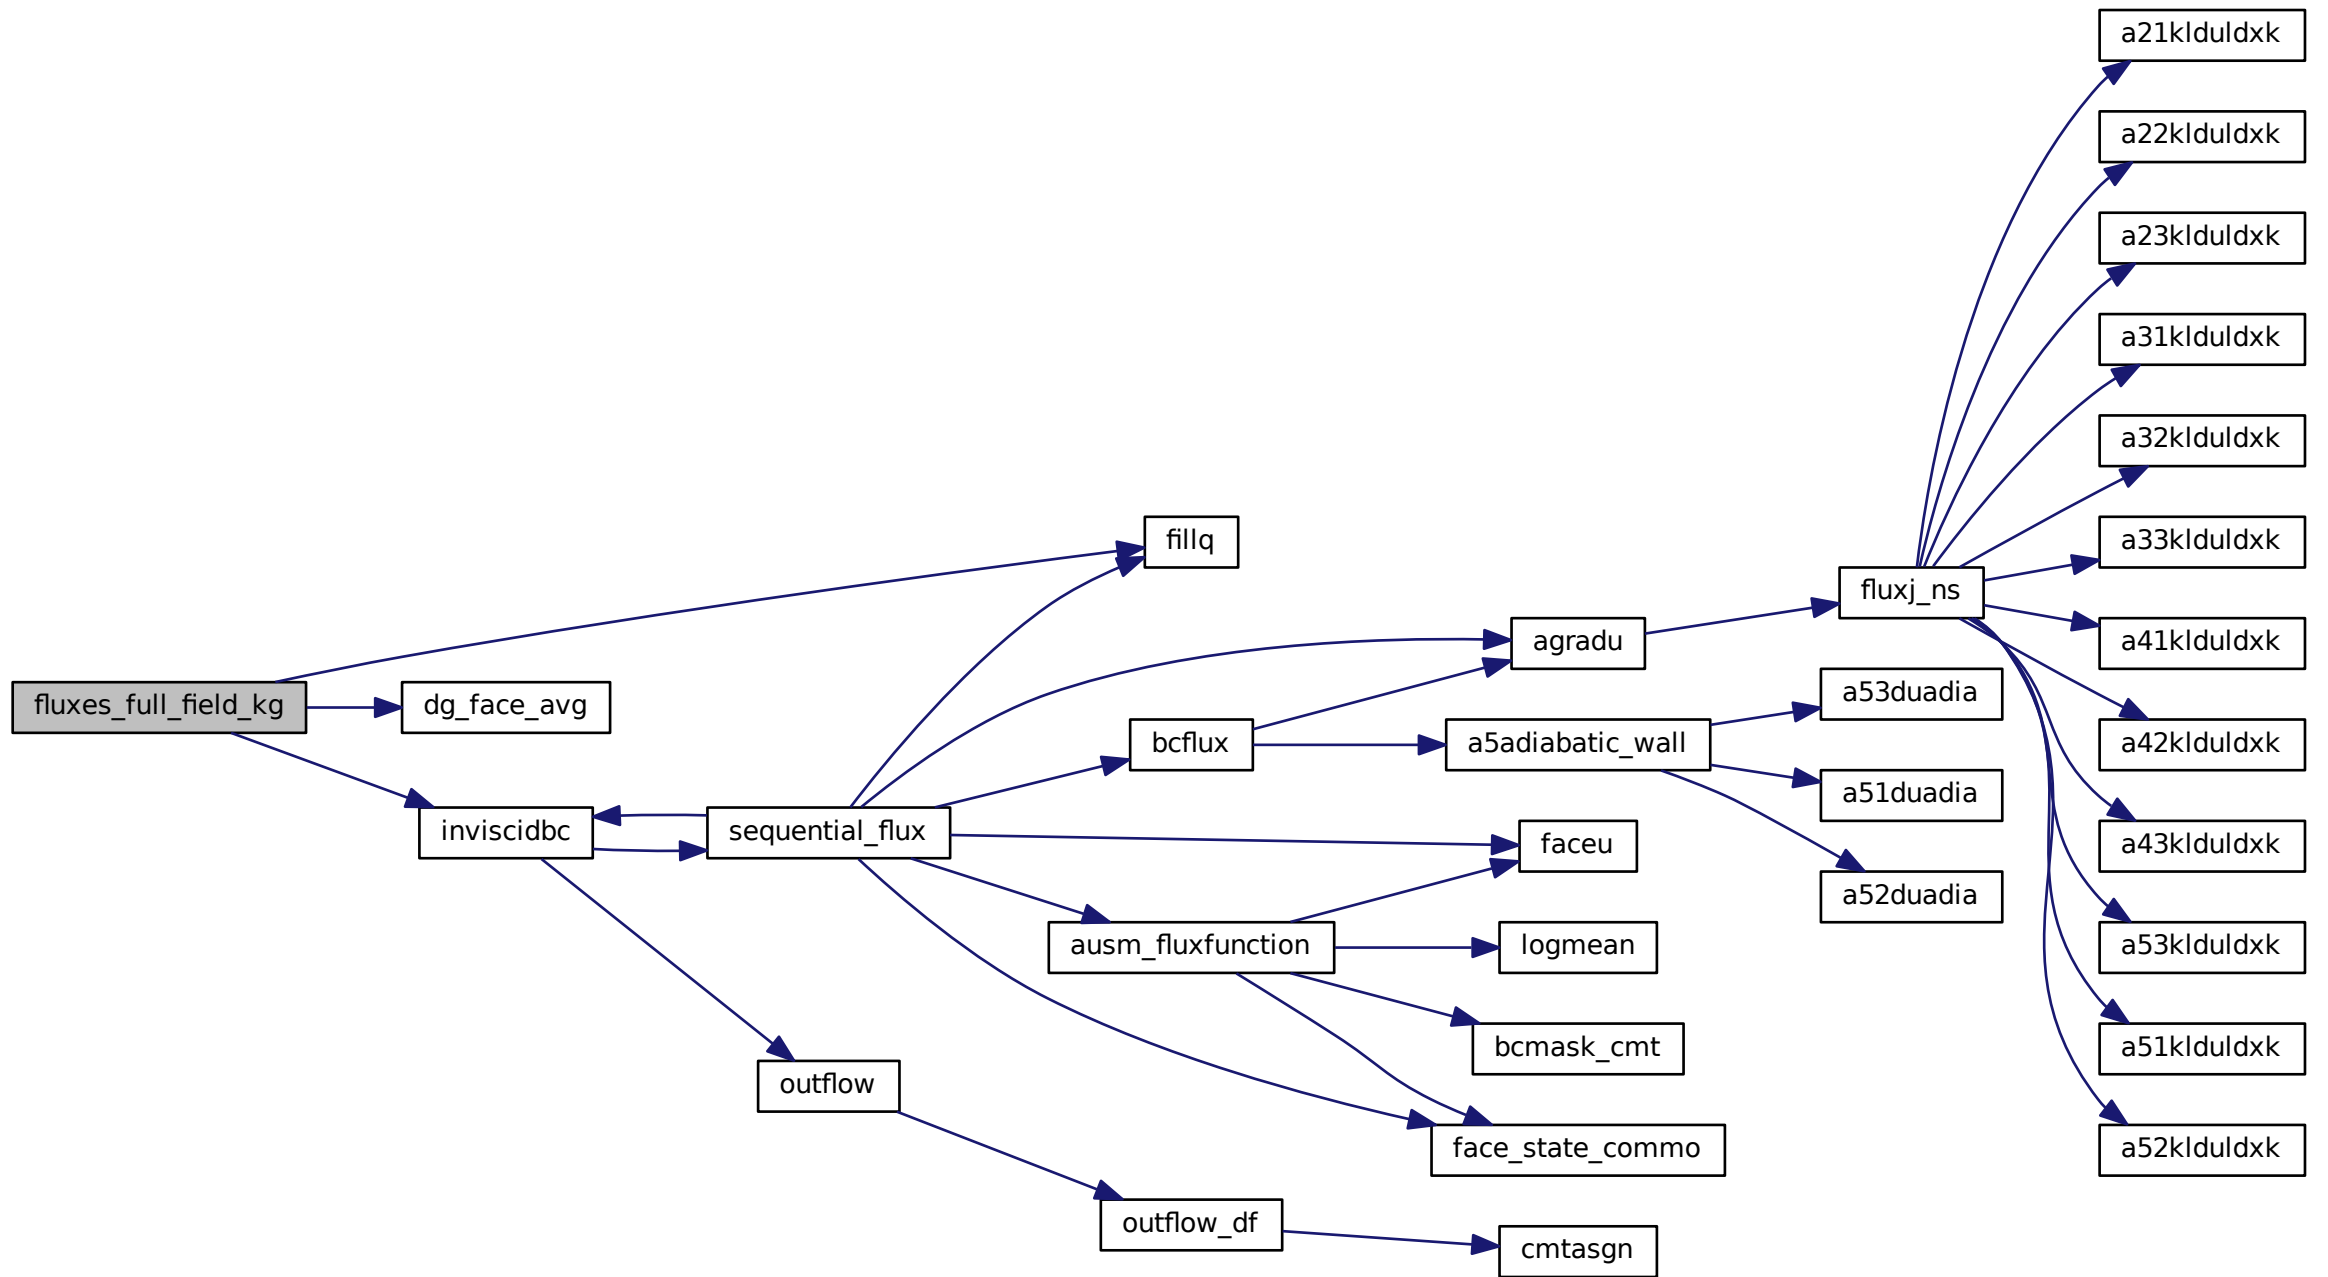 fluxes_full_field_kg
dg_face_avg
inviscidbc
sequential_flux
outflow
fillq
bcflux
ausm_fluxfunction
outflow_df
agradu
a5adiabatic_wall
faceu
logmean
bcmask_cmt
face_state_commo
cmtasgn
fluxj_ns
a53duadia
a51duadia
a52duadia
a21klduldxk
a22klduldxk
a23klduldxk
a31klduldxk
a32klduldxk
a33klduldxk
a41klduldxk
a42klduldxk
a43klduldxk
a53klduldxk
a51klduldxk
a52klduldxk